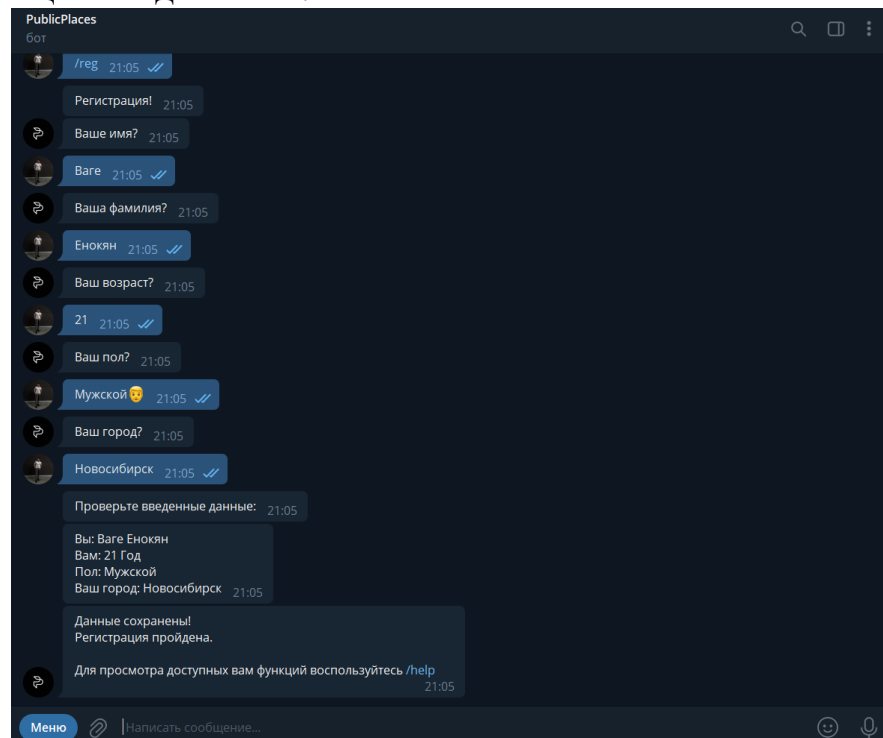 PublicPlaces
бот
/reg 21:05
Регистрация! 21:05
Ваше имя? 21:05
Ваге 21:05
Ваша фамилия? 21:05
Енокян 21:05
Ваш возраст? 21:05
21 21:05
Ваш пол? 21:05
Мужской👨 21:05
Ваш город? 21:05
Новосибирск 21:05
Проверьте введенные данные: 21:05
Вы: Ваге Енокян
Вам: 21 Год
Пол: Мужской
Ваш город: Новосибирск 21:05
Данные сохранены!
Регистрация пройдена.
Для просмотра доступных вам функций воспользуйтесь /help
21:05
Меню
Написать сообщение...